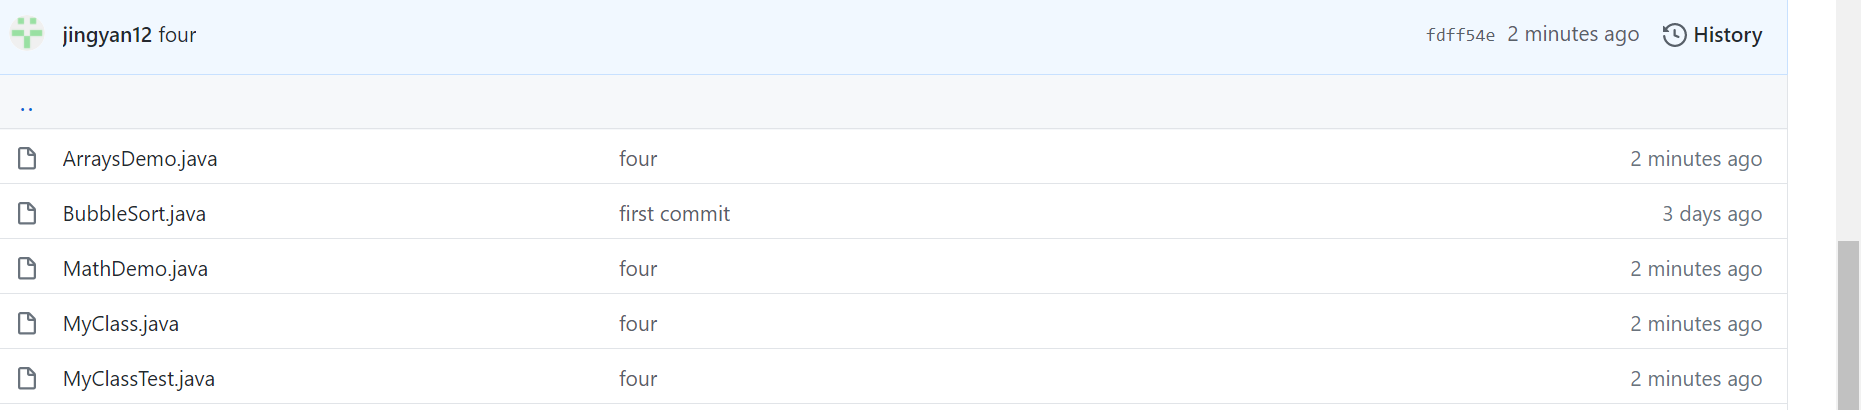 jingyan12 four fdff54e 2 minutes ago History
..
ArraysDemo.java four 2 minutes ago
BubbleSort.java first commit 3 days ago
MathDemo.java four 2 minutes ago
MyClass.java four 2 minutes ago
MyClassTest.java four 2 minutes ago